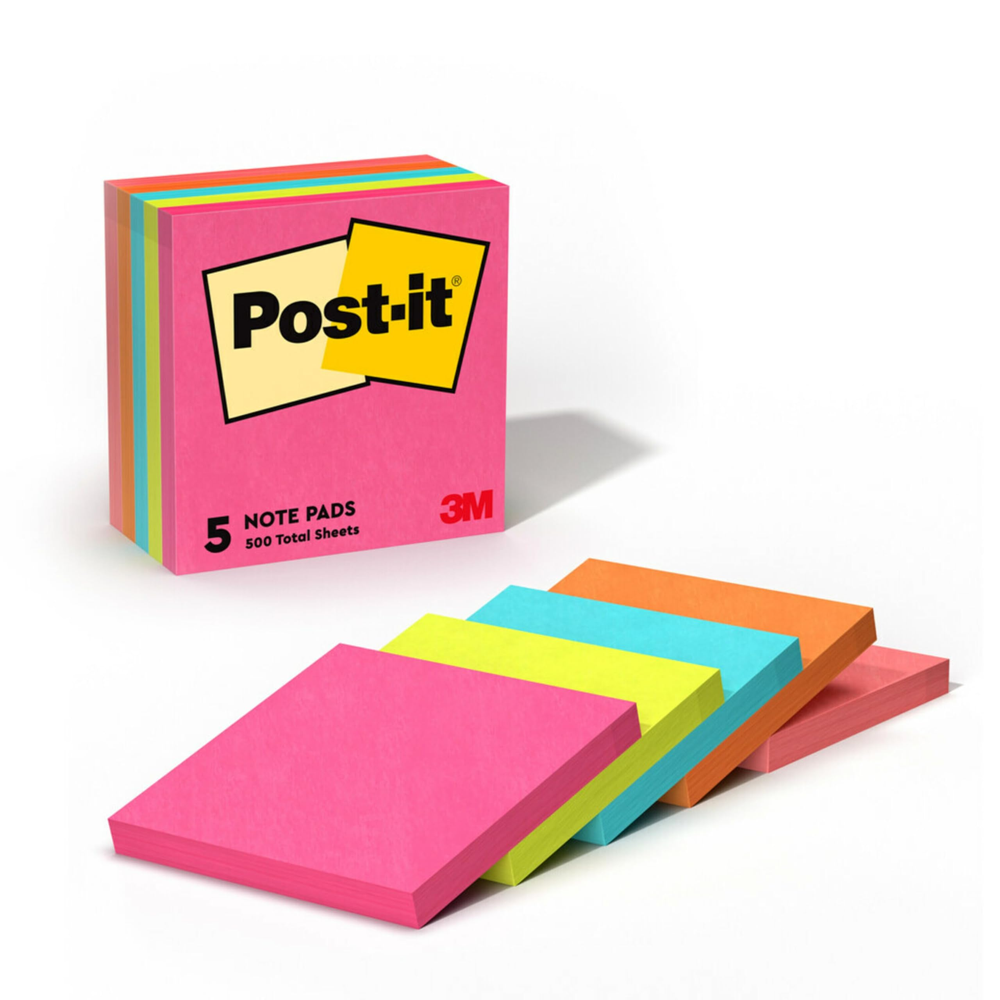 Post-it®
5 NOTE PADS
500 Total Sheets
3M